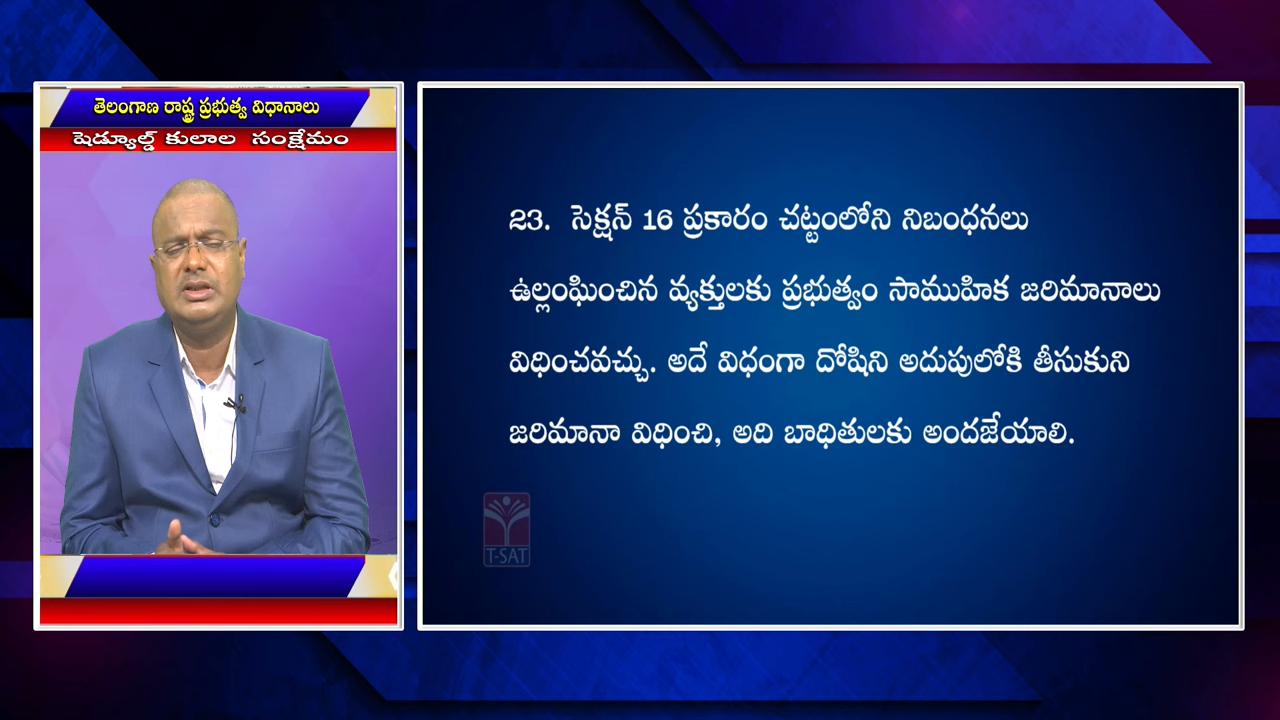 తెలంగాణ రాష్ట్ర ప్రభుత్వ విధానాలు
షెడ్యూల్డ్ కులాల సంక్షేమం
23. సెక్షన్ 16 ప్రకారం చట్టంలోని నిబంధనలు
ఉల్లంఘించిన వ్యక్తులకు ప్రభుత్వం సాముహిక జరిమానాలు
విధించవచ్చు. అదే విధంగా దోషిని అదుపులోకి తీసుకుని
జరిమానా విధించి, అది బాధితులకు అందజేయాలి.
T-SAT